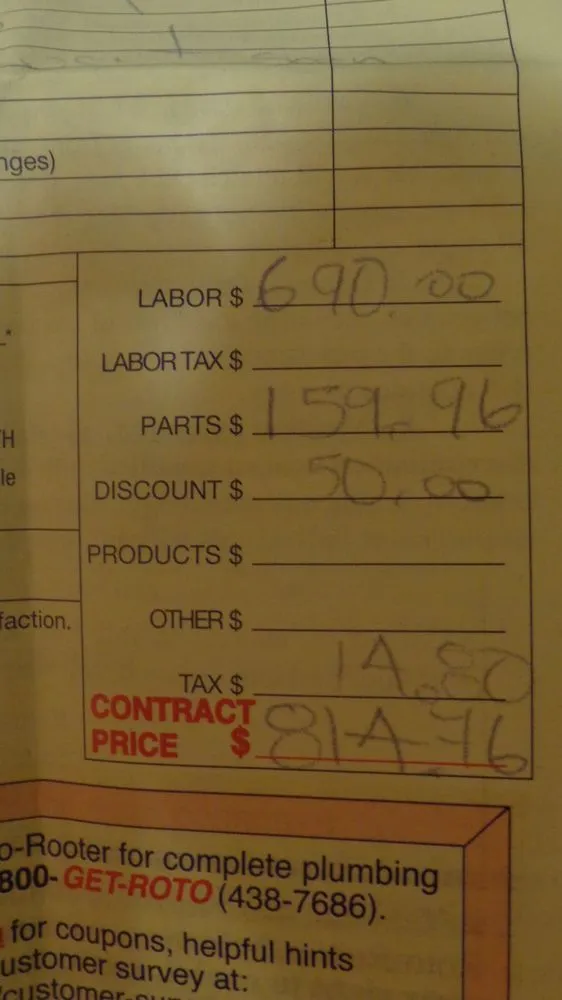 nges)
LABOR $ 690.00
LABOR TAX $
PARTS $ 159.96
DISCOUNT $ 50.00
PRODUCTS $
OTHER $
TAX $ 14.80
CONTRACT
PRICE $ 814.76
H
le
faction.
o-Rooter for complete plumbing
800-GET-ROTO (438-7686).
for coupons, helpful hints
ustomer survey at: